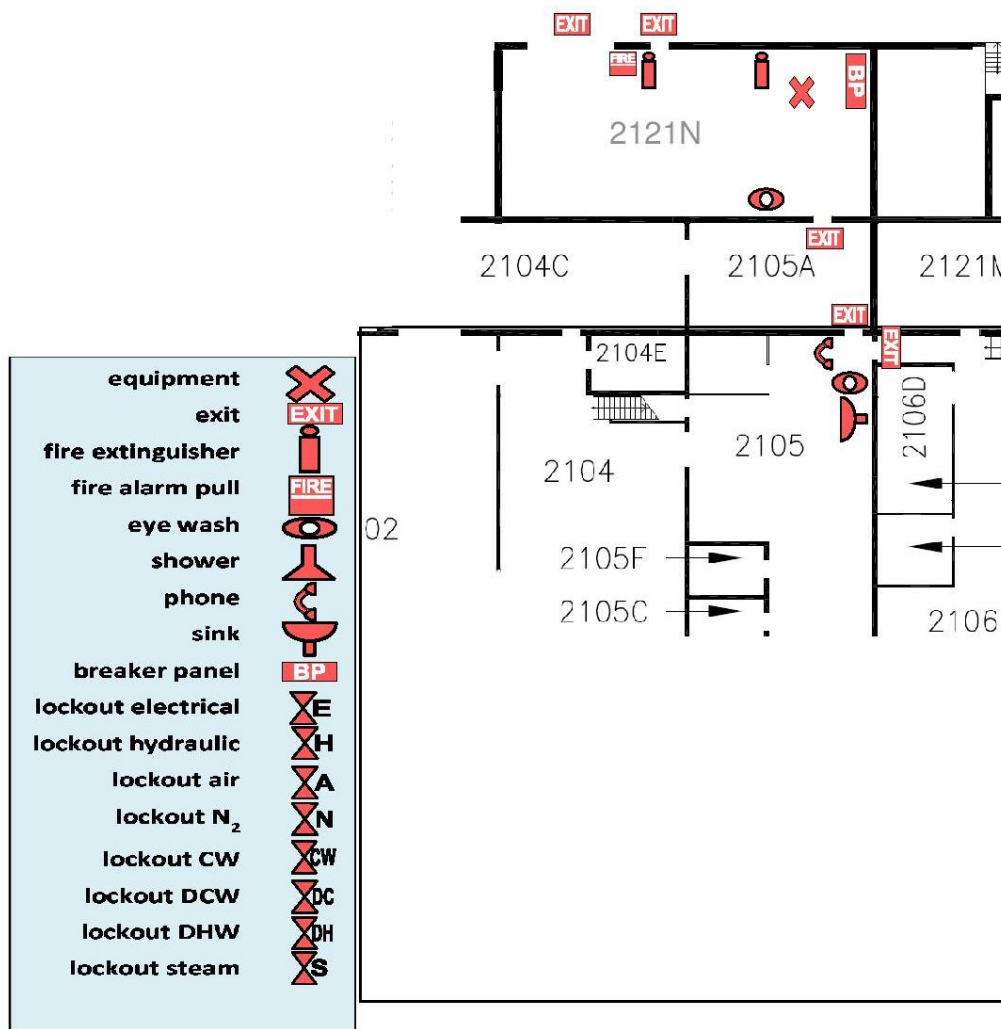 EXIT EXIT
FIRE
BP
2121N
EXIT
2104C 2105A
EXIT
EXIT
2104E
2106D
2105
2104
02
2105F
2105C
2106
equipment
exit EXIT
fire extinguisher
fire alarm pull FIRE
eye wash
shower
phone
sink
breaker panel BP
lockout electrical E
lockout hydraulic H
lockout air A
lockout N₂ N
lockout CW CW
lockout DCW DC
lockout DHW DH
lockout steam S